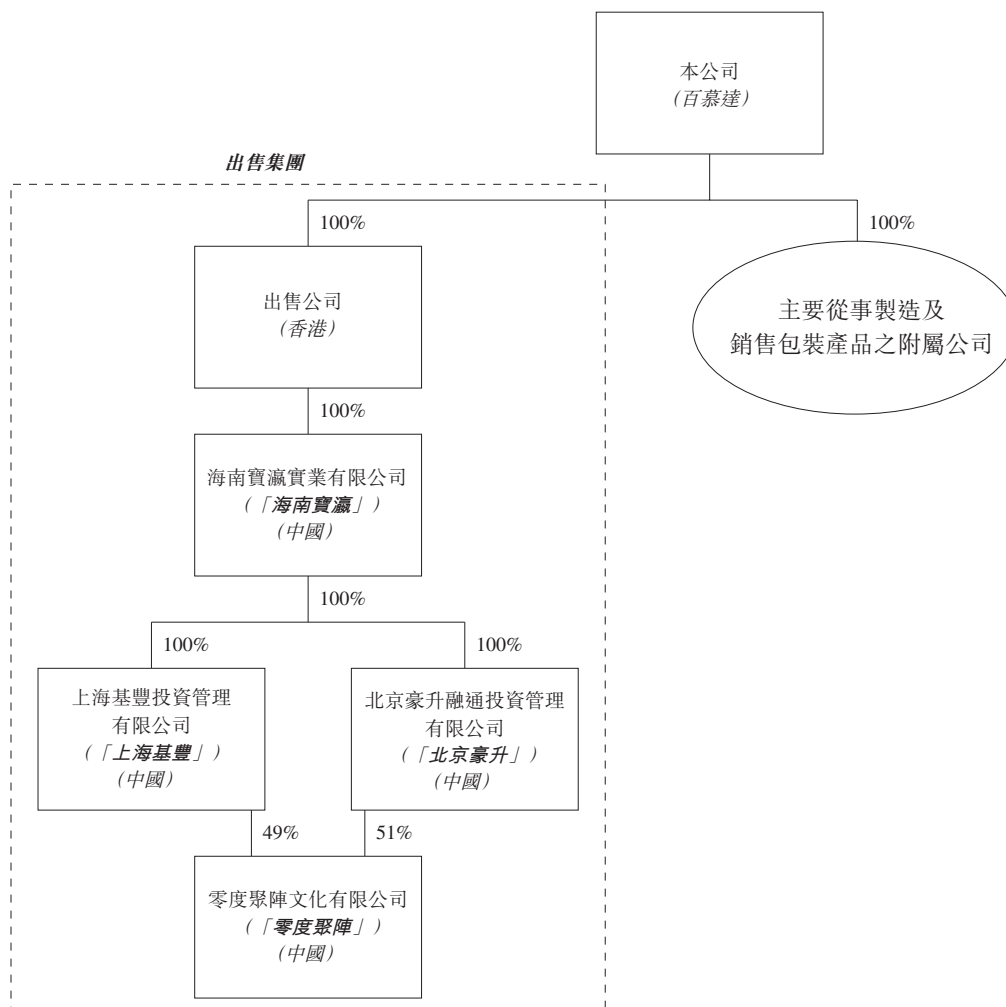 本公司
(百慕達)
出售集團
100%
100%
出售公司
(香港)
主要從事製造及
銷售包裝產品之附屬公司
100%
海南寶瀛實業有限公司
(「海南寶瀛」)
(中國)
100%
100%
100%
上海基豐投資管理
有限公司
(「上海基豐」)
(中國)
北京豪升融通投資管理
有限公司
(「北京豪升」)
(中國)
49%
51%
零度聚陣文化有限公司
(「零度聚陣」)
(中國)